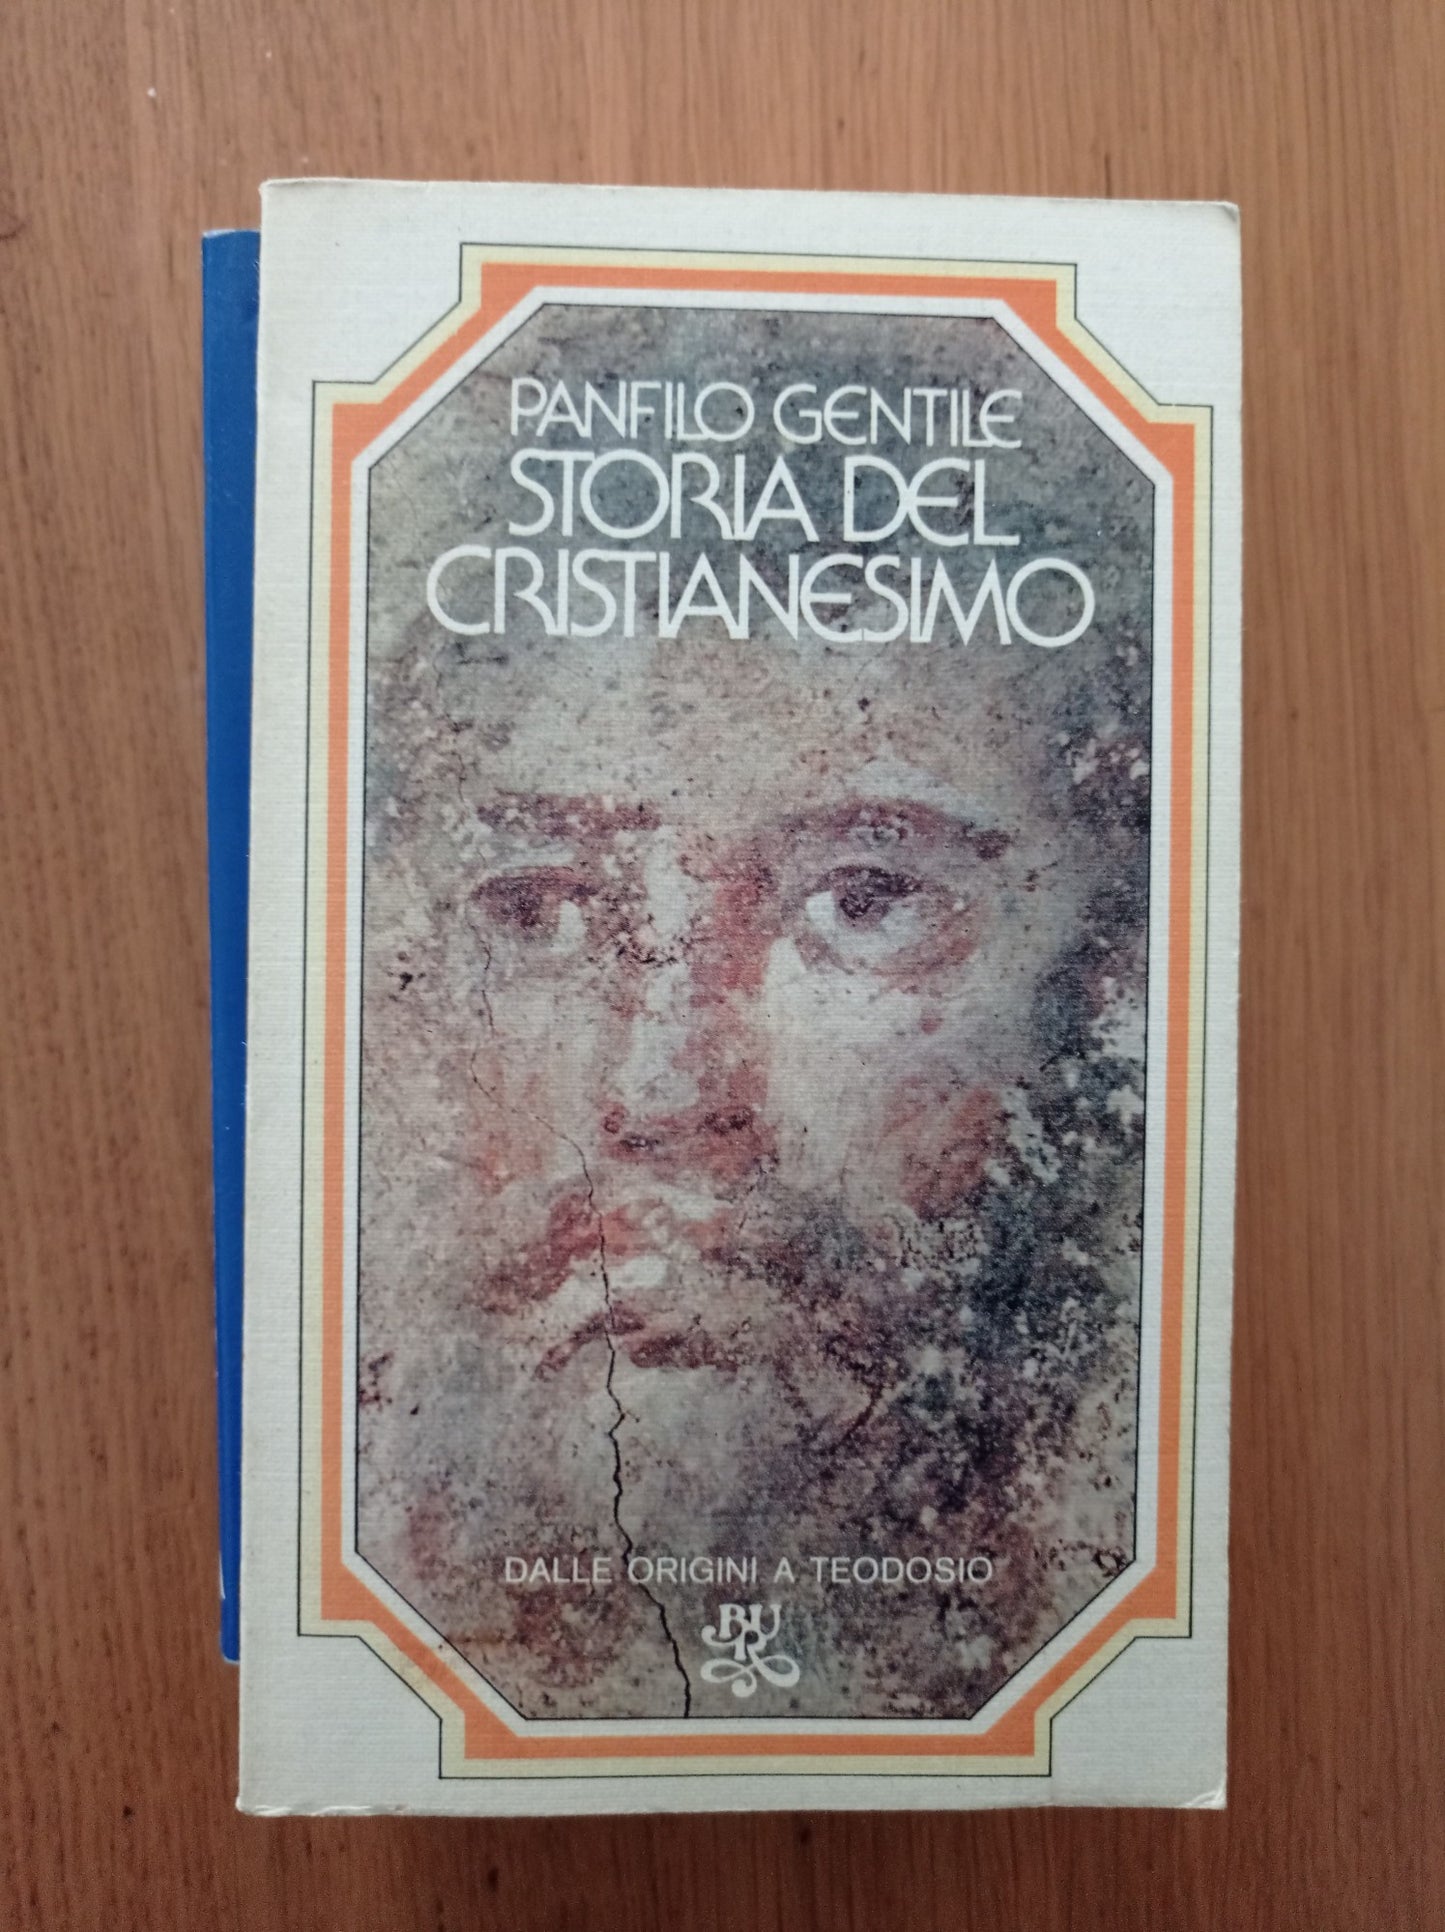 PANFILO GENTILE
STORIA DEL
CRISTIANESIMO
DALLE ORIGINI A TEODOSIO
BUR